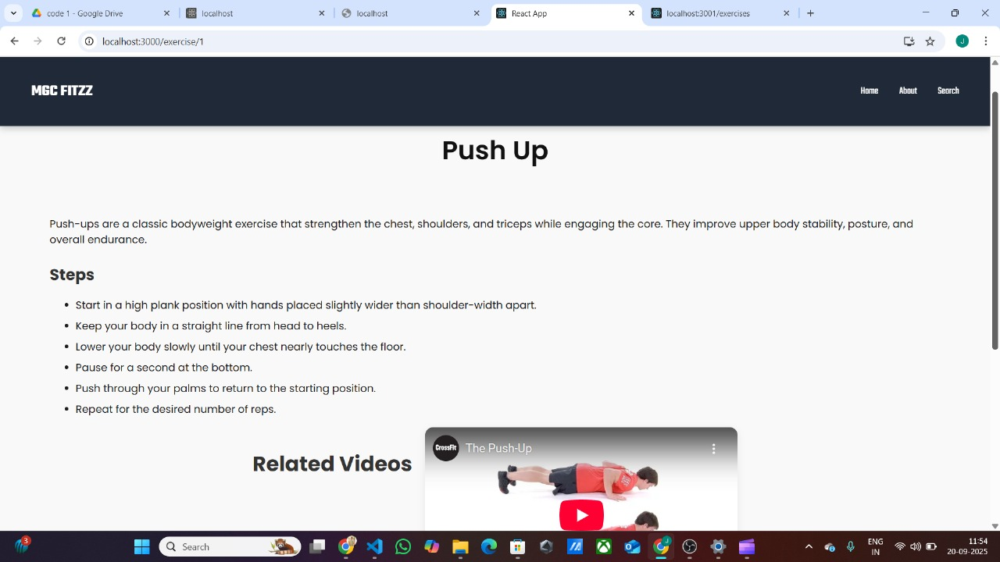 code 1 - Google Drive
localhost
localhost
React App
localhost:3001/exercises
localhost:3000/exercise/1
J
MGC FITZZ
Home
About
Search
Push Up
Push-ups are a classic bodyweight exercise that strengthen the chest, shoulders, and triceps while engaging the core. They improve upper body stability, posture, and
overall endurance.
Steps
• Start in a high plank position with hands placed slightly wider than shoulder-width apart.
• Keep your body in a straight line from head to heels.
• Lower your body slowly until your chest nearly touches the floor.
• Pause for a second at the bottom.
• Push through your palms to return to the starting position.
• Repeat for the desired number of reps.
Related Videos
CrossFit
The Push-Up
3
Search
J
ENG
IN
11:54
20-09-2025